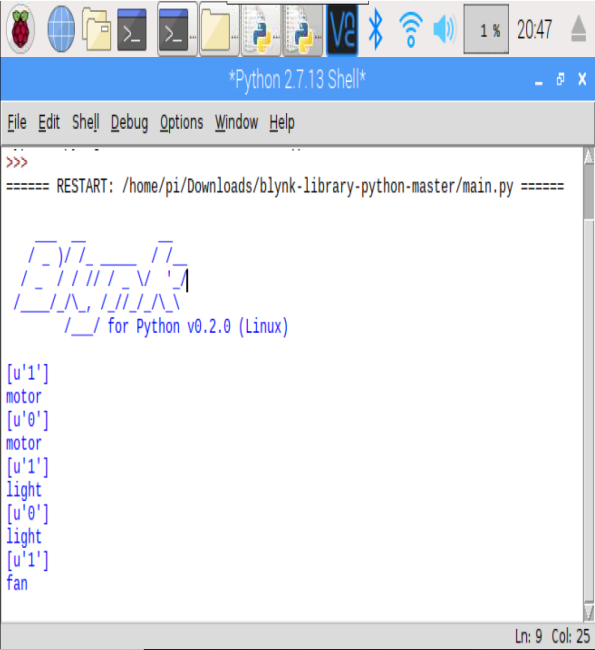 1 % 20:47
*Python 2.7.13 Shell*
File Edit Shell Debug Options Window Help
>>>
====== RESTART: /home/pi/Downloads/blynk-library-python-master/main.py ======
    ___  __          __
   / _ )/ /_ _____  / /__
  / _  / / // / _ \/  '_/
 /____/_/\_, /_//_/_/\_\
        /___/ for Python v0.2.0 (Linux)
[u'1']
motor
[u'0']
motor
[u'1']
light
[u'0']
light
[u'1']
fan
Ln: 9 Col: 25